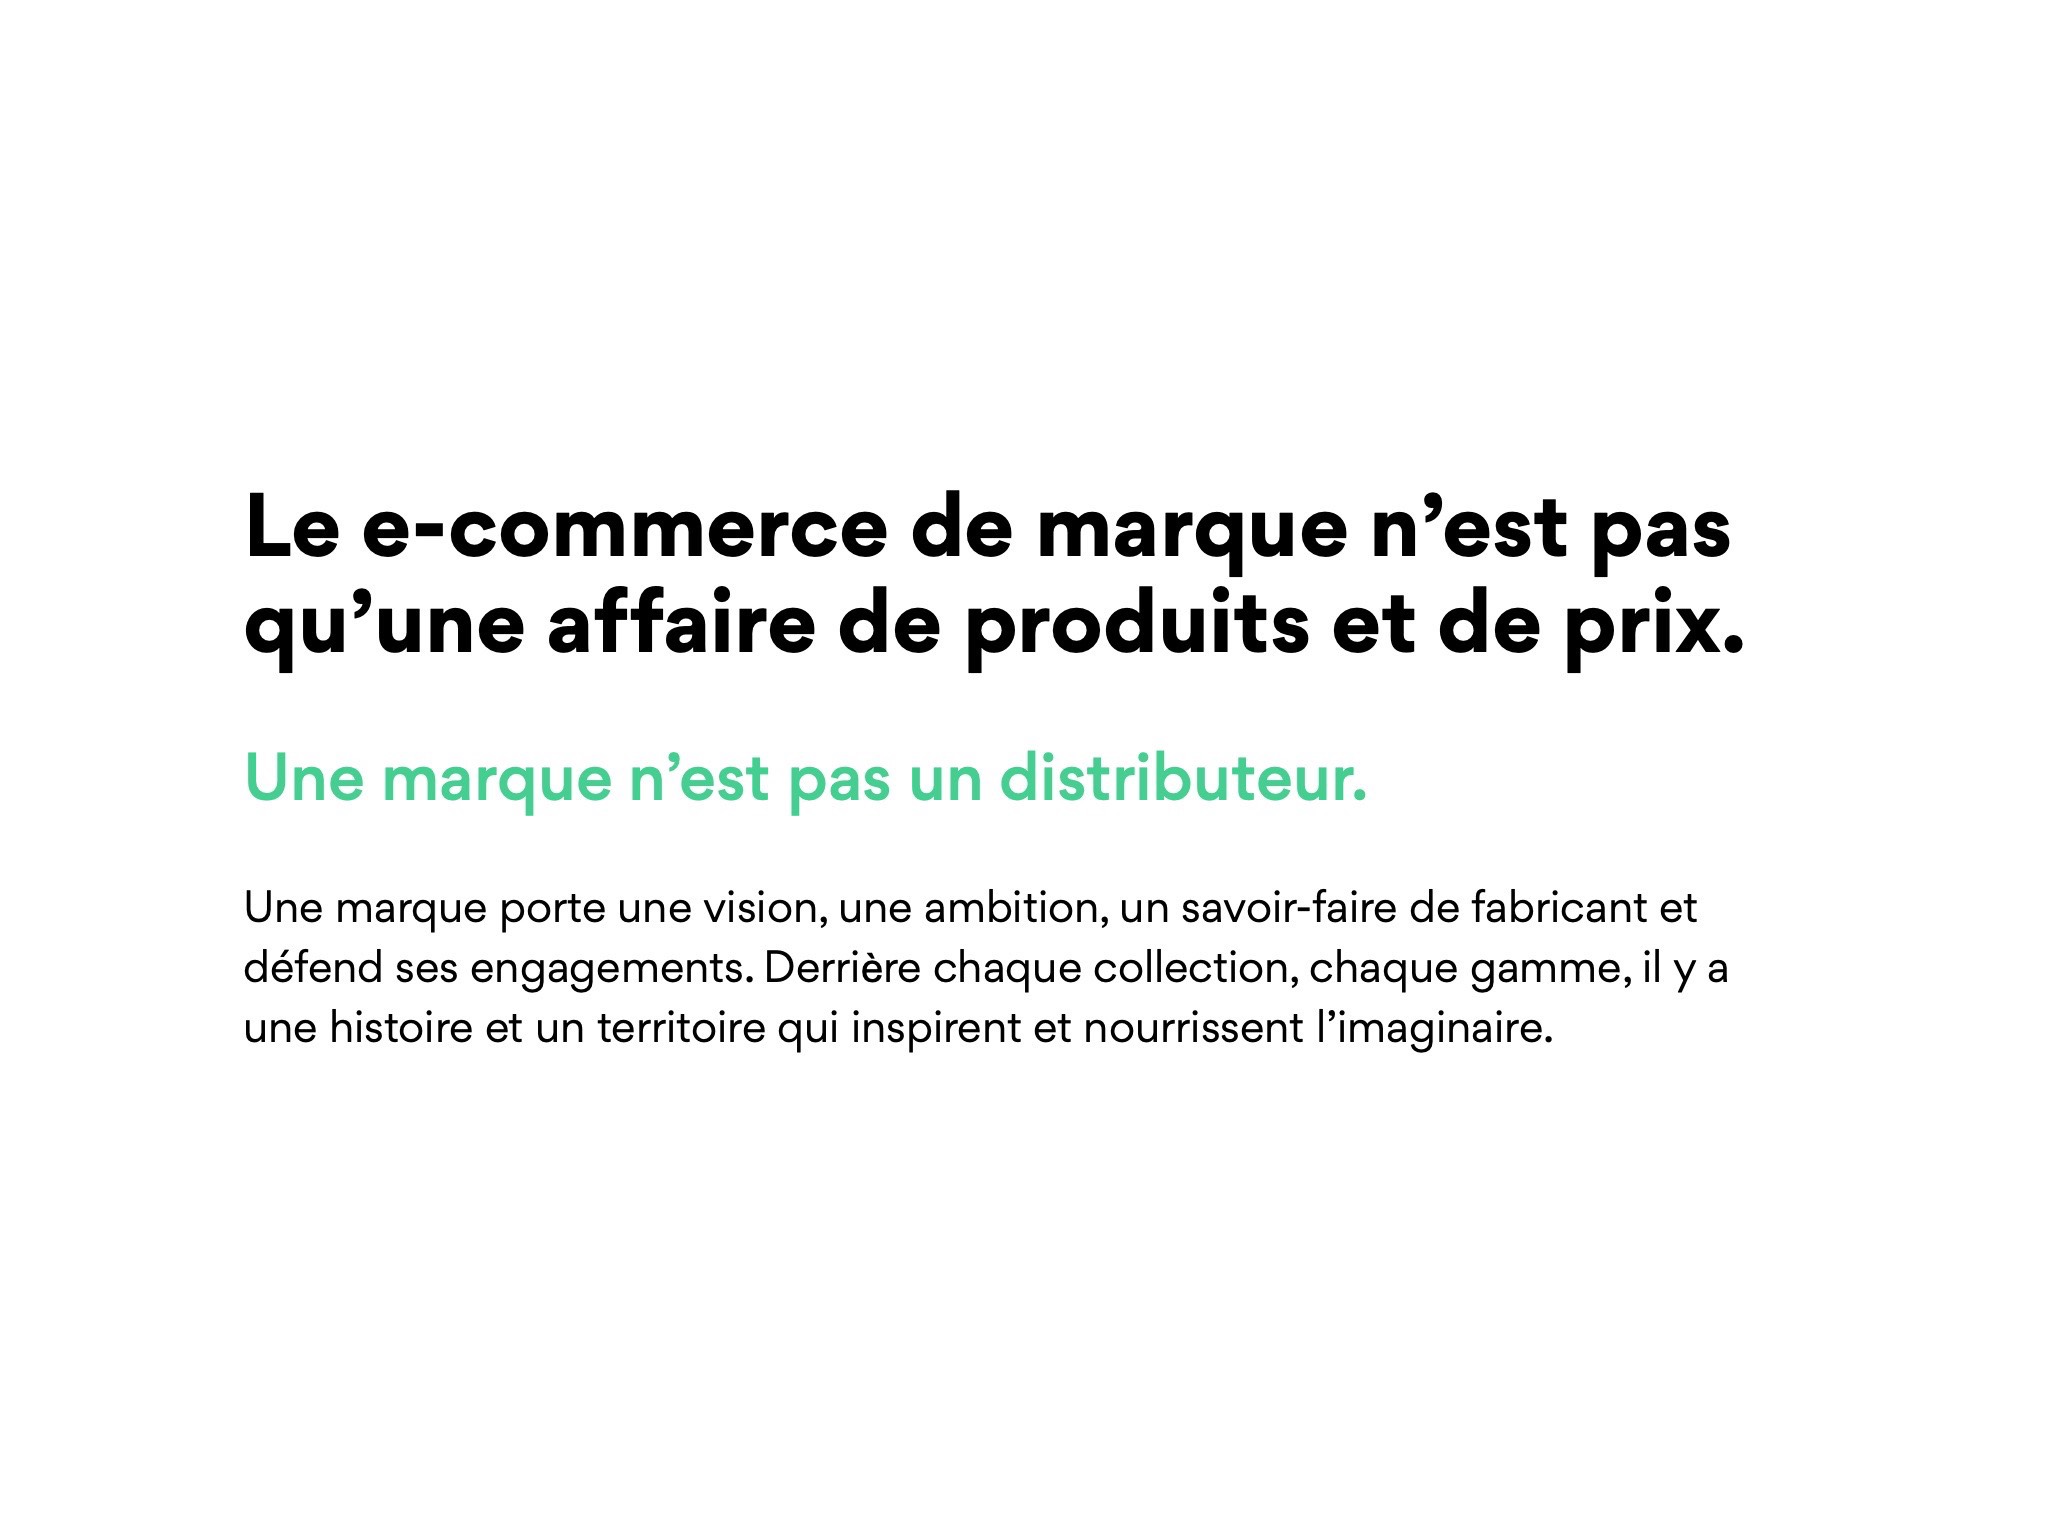 Le e-commerce de marque n’est pas
qu’une affaire de produits et de prix.
Une marque n’est pas un distributeur.
Une marque porte une vision, une ambition, un savoir-faire de fabricant et
défend ses engagements. Derrière chaque collection, chaque gamme, il y a
une histoire et un territoire qui inspirent et nourrissent l’imaginaire.